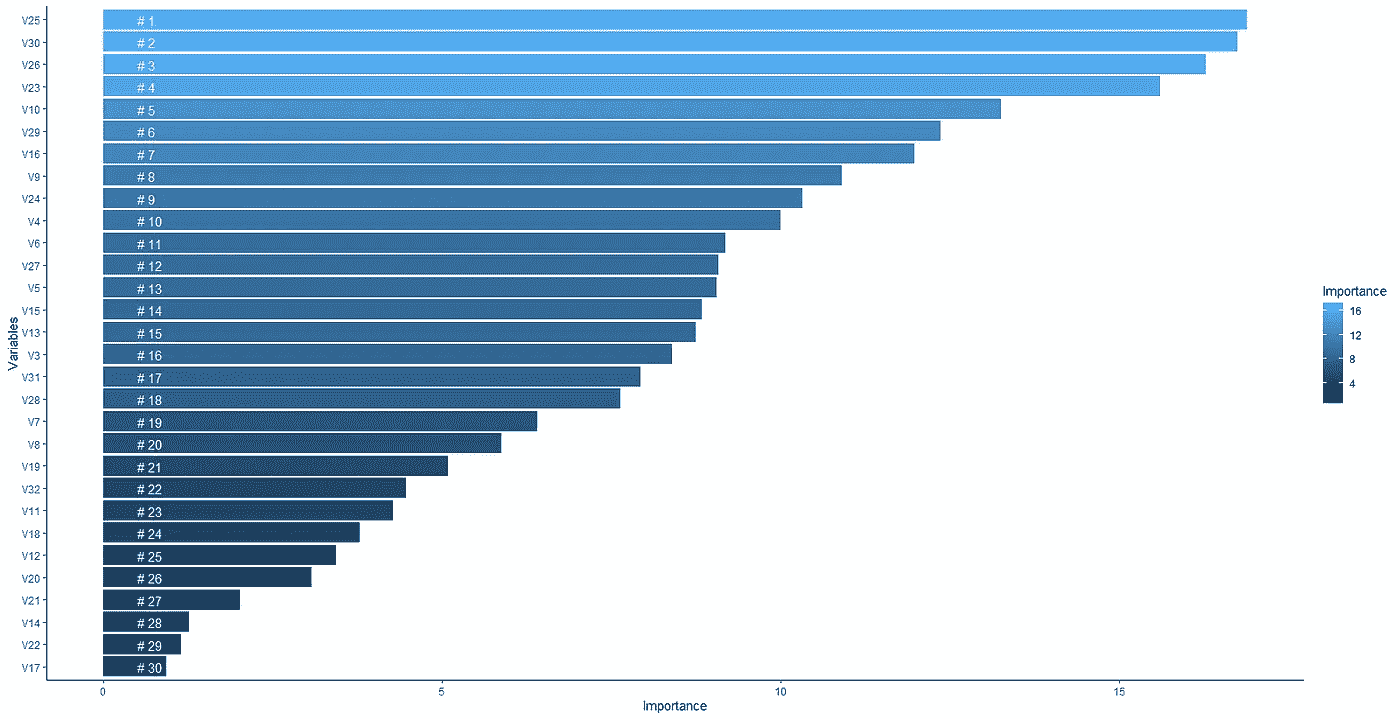 V25 # 1
V30 # 2
V26 # 3
V23 # 4
V10 # 5
V29 # 6
V16 # 7
V9 # 8
V24 # 9
V4 # 10
V6 # 11
V27 # 12
V5 # 13
V15 # 14
V13 # 15
V3 # 16
V31 # 17
V28 # 18
V7 # 19
V8 # 20
V19 # 21
V32 # 22
V11 # 23
V18 # 24
V12 # 25
V20 # 26
V21 # 27
V14 # 28
V22 # 29
V17 # 30
Variables
0 5 10 15
Importance
Importance
16
12
8
4